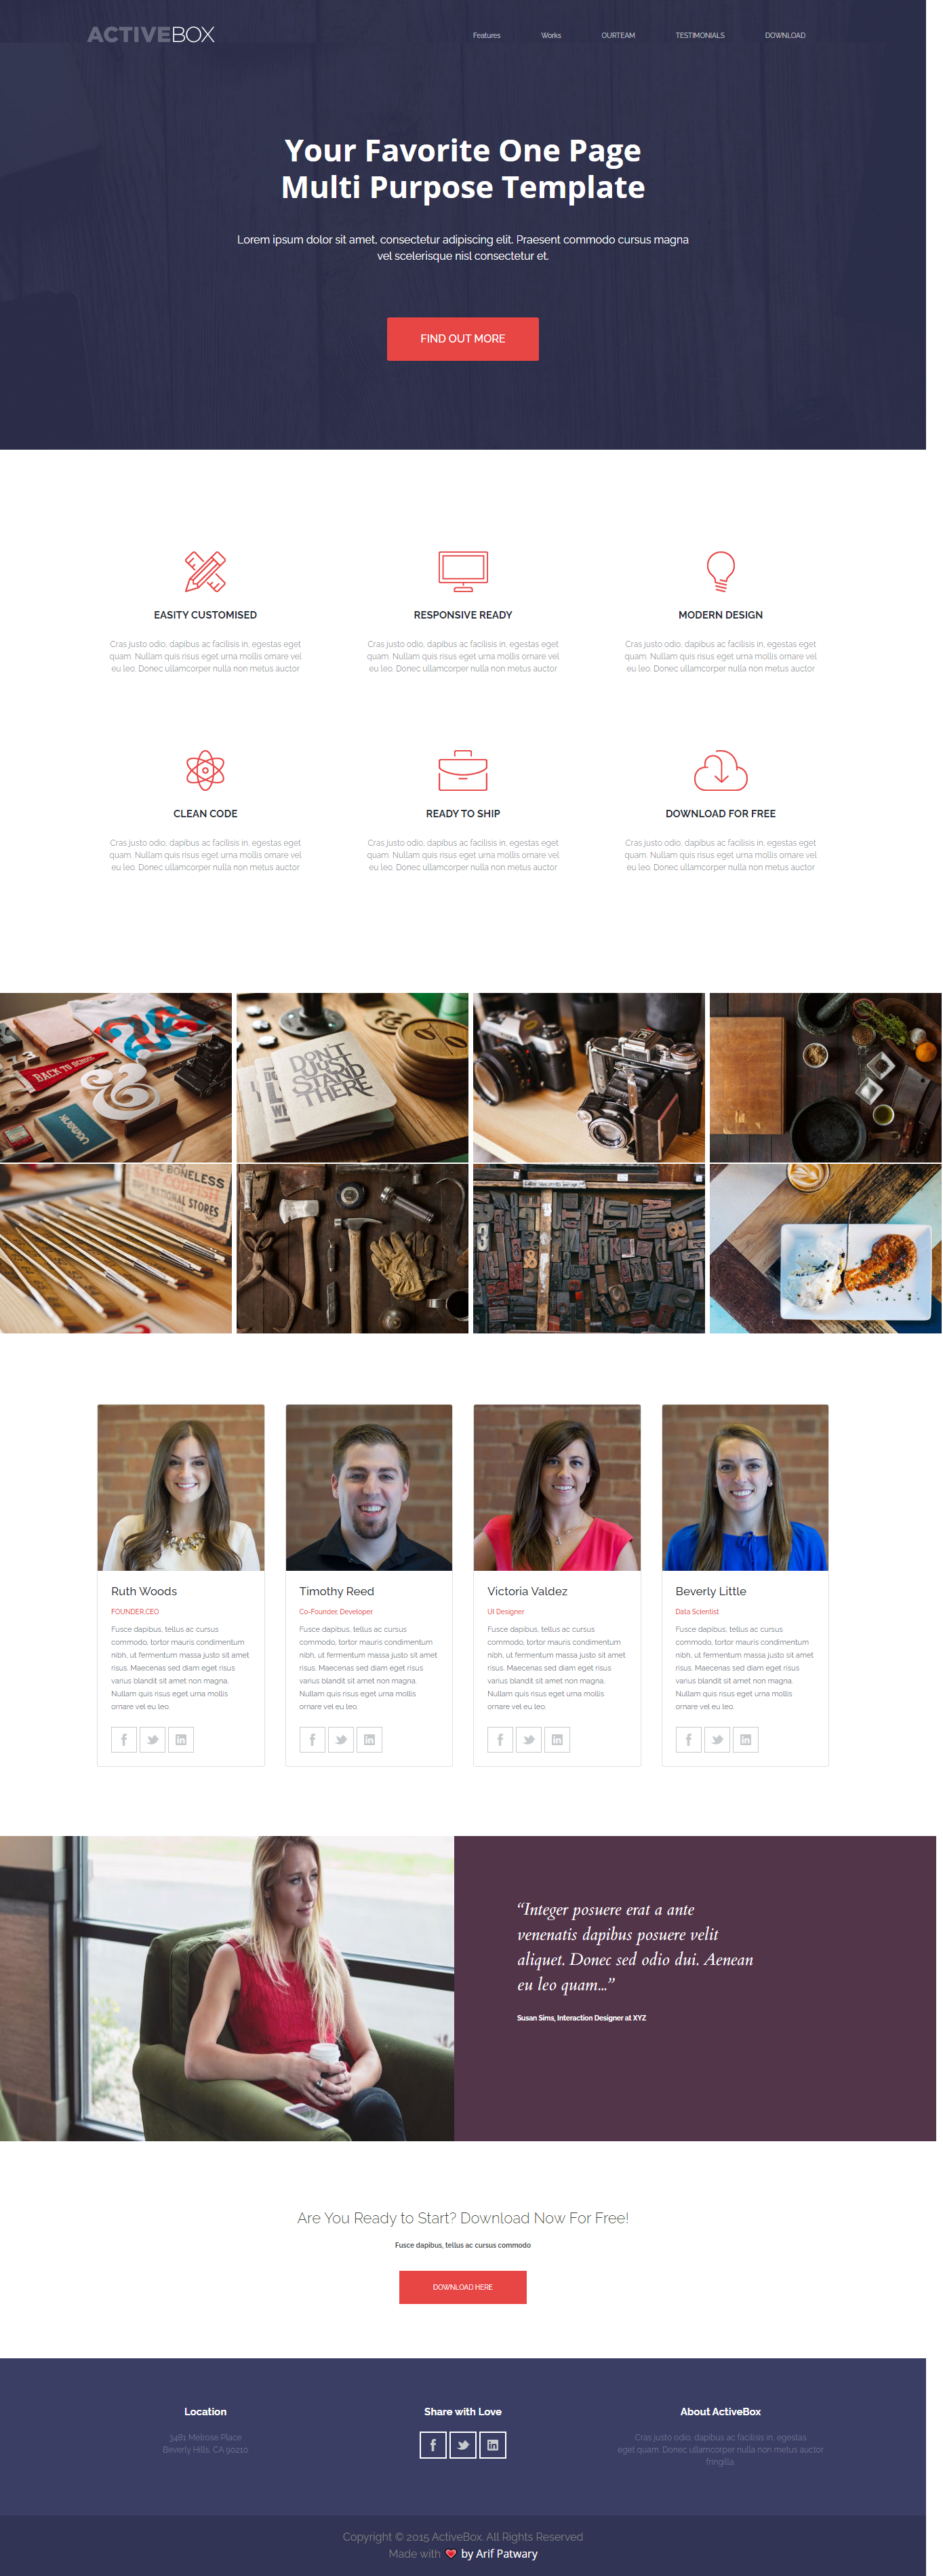 ACTIVEBOX
Features Works OURTEAM TESTIMONIALS DOWNLOAD
Your Favorite One Page
Multi Purpose Template
Lorem ipsum dolor sit amet, consectetur adipiscing elit. Praesent commodo cursus magna
vel scelerisque nisl consectetur et.
FIND OUT MORE
EASITY CUSTOMISED
Cras justo odio, dapibus ac facilisis in, egestas eget
quam. Nullam quis risus eget urna mollis ornare vel
eu leo. Donec ullamcorper nulla non metus auctor
RESPONSIVE READY
Cras justo odio, dapibus ac facilisis in, egestas eget
quam. Nullam quis risus eget urna mollis ornare vel
eu leo. Donec ullamcorper nulla non metus auctor
MODERN DESIGN
Cras justo odio, dapibus ac facilisis in, egestas eget
quam. Nullam quis risus eget urna mollis ornare vel
eu leo. Donec ullamcorper nulla non metus auctor
CLEAN CODE
Cras justo odio, dapibus ac facilisis in, egestas eget
quam. Nullam quis risus eget urna mollis ornare vel
eu leo. Donec ullamcorper nulla non metus auctor
READY TO SHIP
Cras justo odio, dapibus ac facilisis in, egestas eget
quam. Nullam quis risus eget urna mollis ornare vel
eu leo. Donec ullamcorper nulla non metus auctor
DOWNLOAD FOR FREE
Cras justo odio, dapibus ac facilisis in, egestas eget
quam. Nullam quis risus eget urna mollis ornare vel
eu leo. Donec ullamcorper nulla non metus auctor
BACK TO SCHOOL
&
DON'T
JUST
STAND
THERE
BONELESS
NATIONAL STORES
Ruth Woods
FOUNDER,CEO
Fusce dapibus, tellus ac cursus
commodo, tortor mauris condimentum
nibh, ut fermentum massa justo sit amet
risus. Maecenas sed diam eget risus
varius blandit sit amet non magna.
Nullam quis risus eget urna mollis
ornare vel eu leo.
Timothy Reed
Co-Founder, Developer
Fusce dapibus, tellus ac cursus
commodo, tortor mauris condimentum
nibh, ut fermentum massa justo sit amet
risus. Maecenas sed diam eget risus
varius blandit sit amet non magna.
Nullam quis risus eget urna mollis
ornare vel eu leo.
Victoria Valdez
UI Designer
Fusce dapibus, tellus ac cursus
commodo, tortor mauris condimentum
nibh, ut fermentum massa justo sit amet
risus. Maecenas sed diam eget risus
varius blandit sit amet non magna.
Nullam quis risus eget urna mollis
ornare vel eu leo.
Beverly Little
Data Scientist
Fusce dapibus, tellus ac cursus
commodo, tortor mauris condimentum
nibh, ut fermentum massa justo sit amet
risus. Maecenas sed diam eget risus
varius blandit sit amet non magna.
Nullam quis risus eget urna mollis
ornare vel eu leo.
“Integer posuere erat a ante
venenatis dapibus posuere velit
aliquet. Donec sed odio dui. Aenean
eu leo quam...”
Susan Sims, Interaction Designer at XYZ
Are You Ready to Start? Download Now For Free!
Fusce dapibus, tellus ac cursus commodo
DOWNLOAD HERE
Location
3481 Melrose Place
Beverly Hills, CA 90210
Share with Love
About ActiveBox
Cras justo odio, dapibus ac facilisis in, egestas
eget quam. Donec ullamcorper nulla non metus auctor
fringilla
Copyright © 2015 ActiveBox. All Rights Reserved
Made with ❤ by Arif Patwary